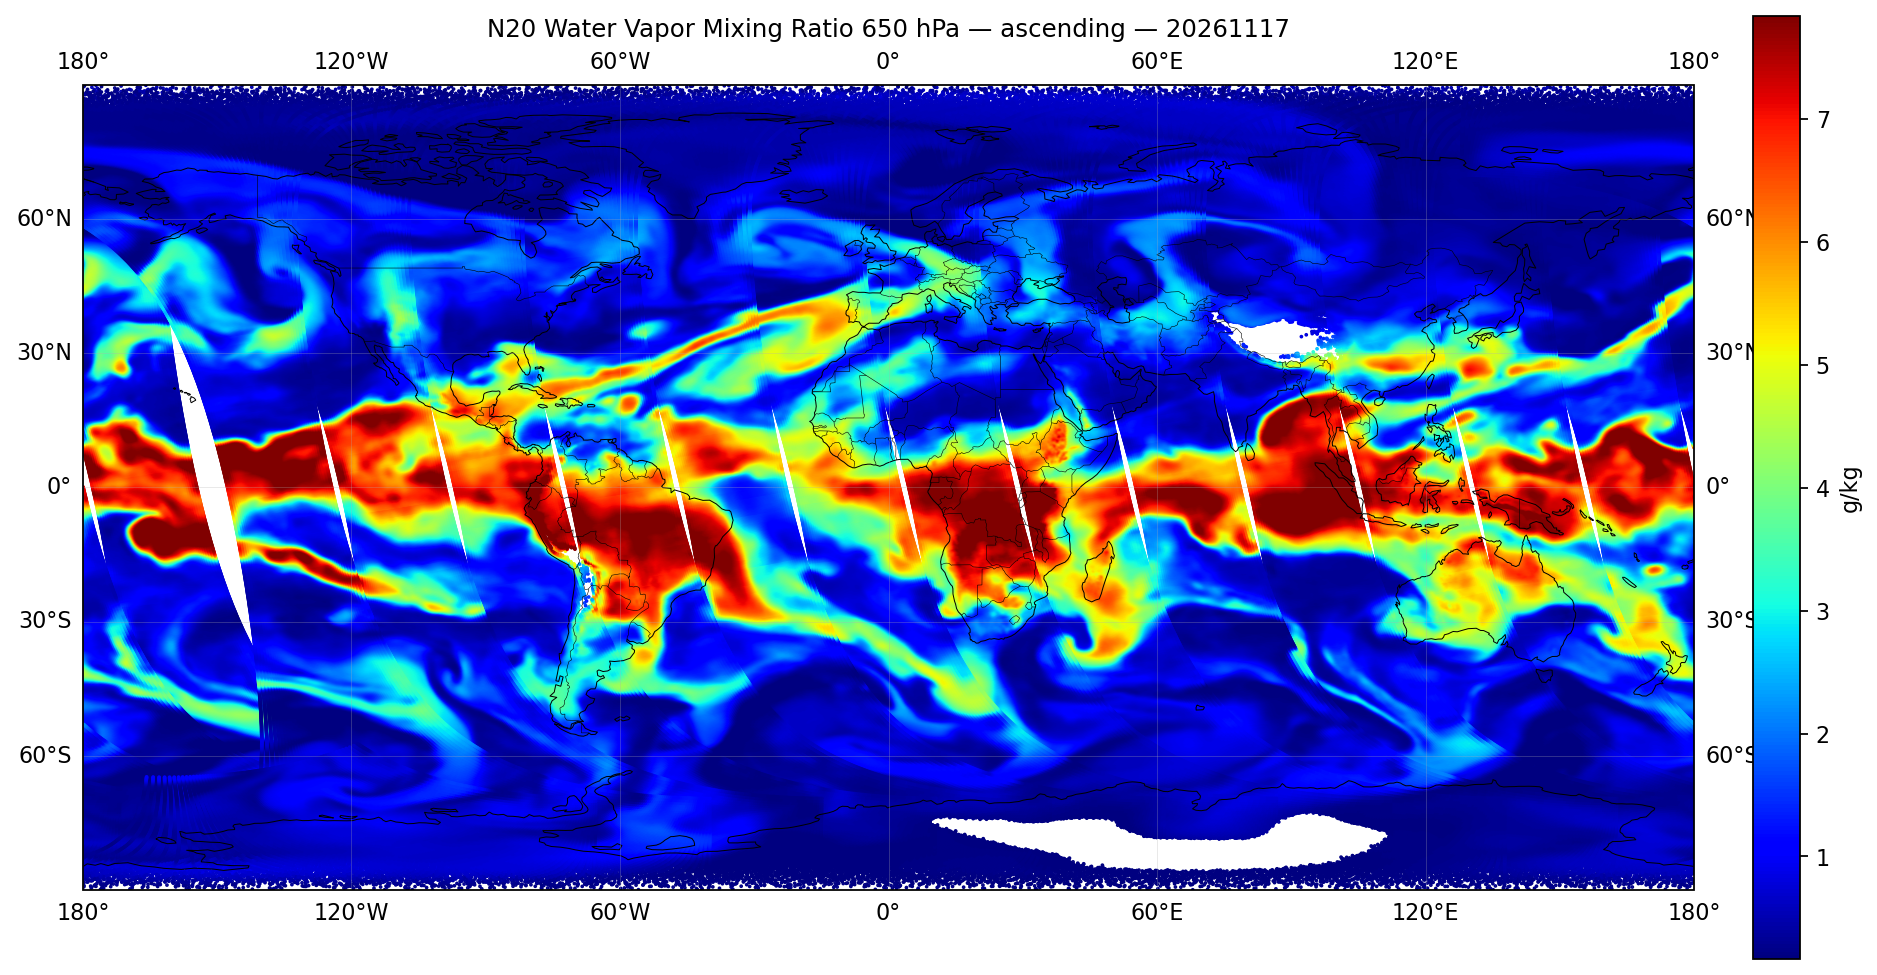 N20 Water Vapor Mixing Ratio 650 hPa — ascending — 20261117
180° 120°W 60°W 0° 60°E 120°E 180°
60°N 60°N
30°N 30°N
0° 0°
30°S 30°S
60°S 60°S
180° 120°W 60°W 0° 60°E 120°E 180°
7
6
5
4
3
2
1
g/kg